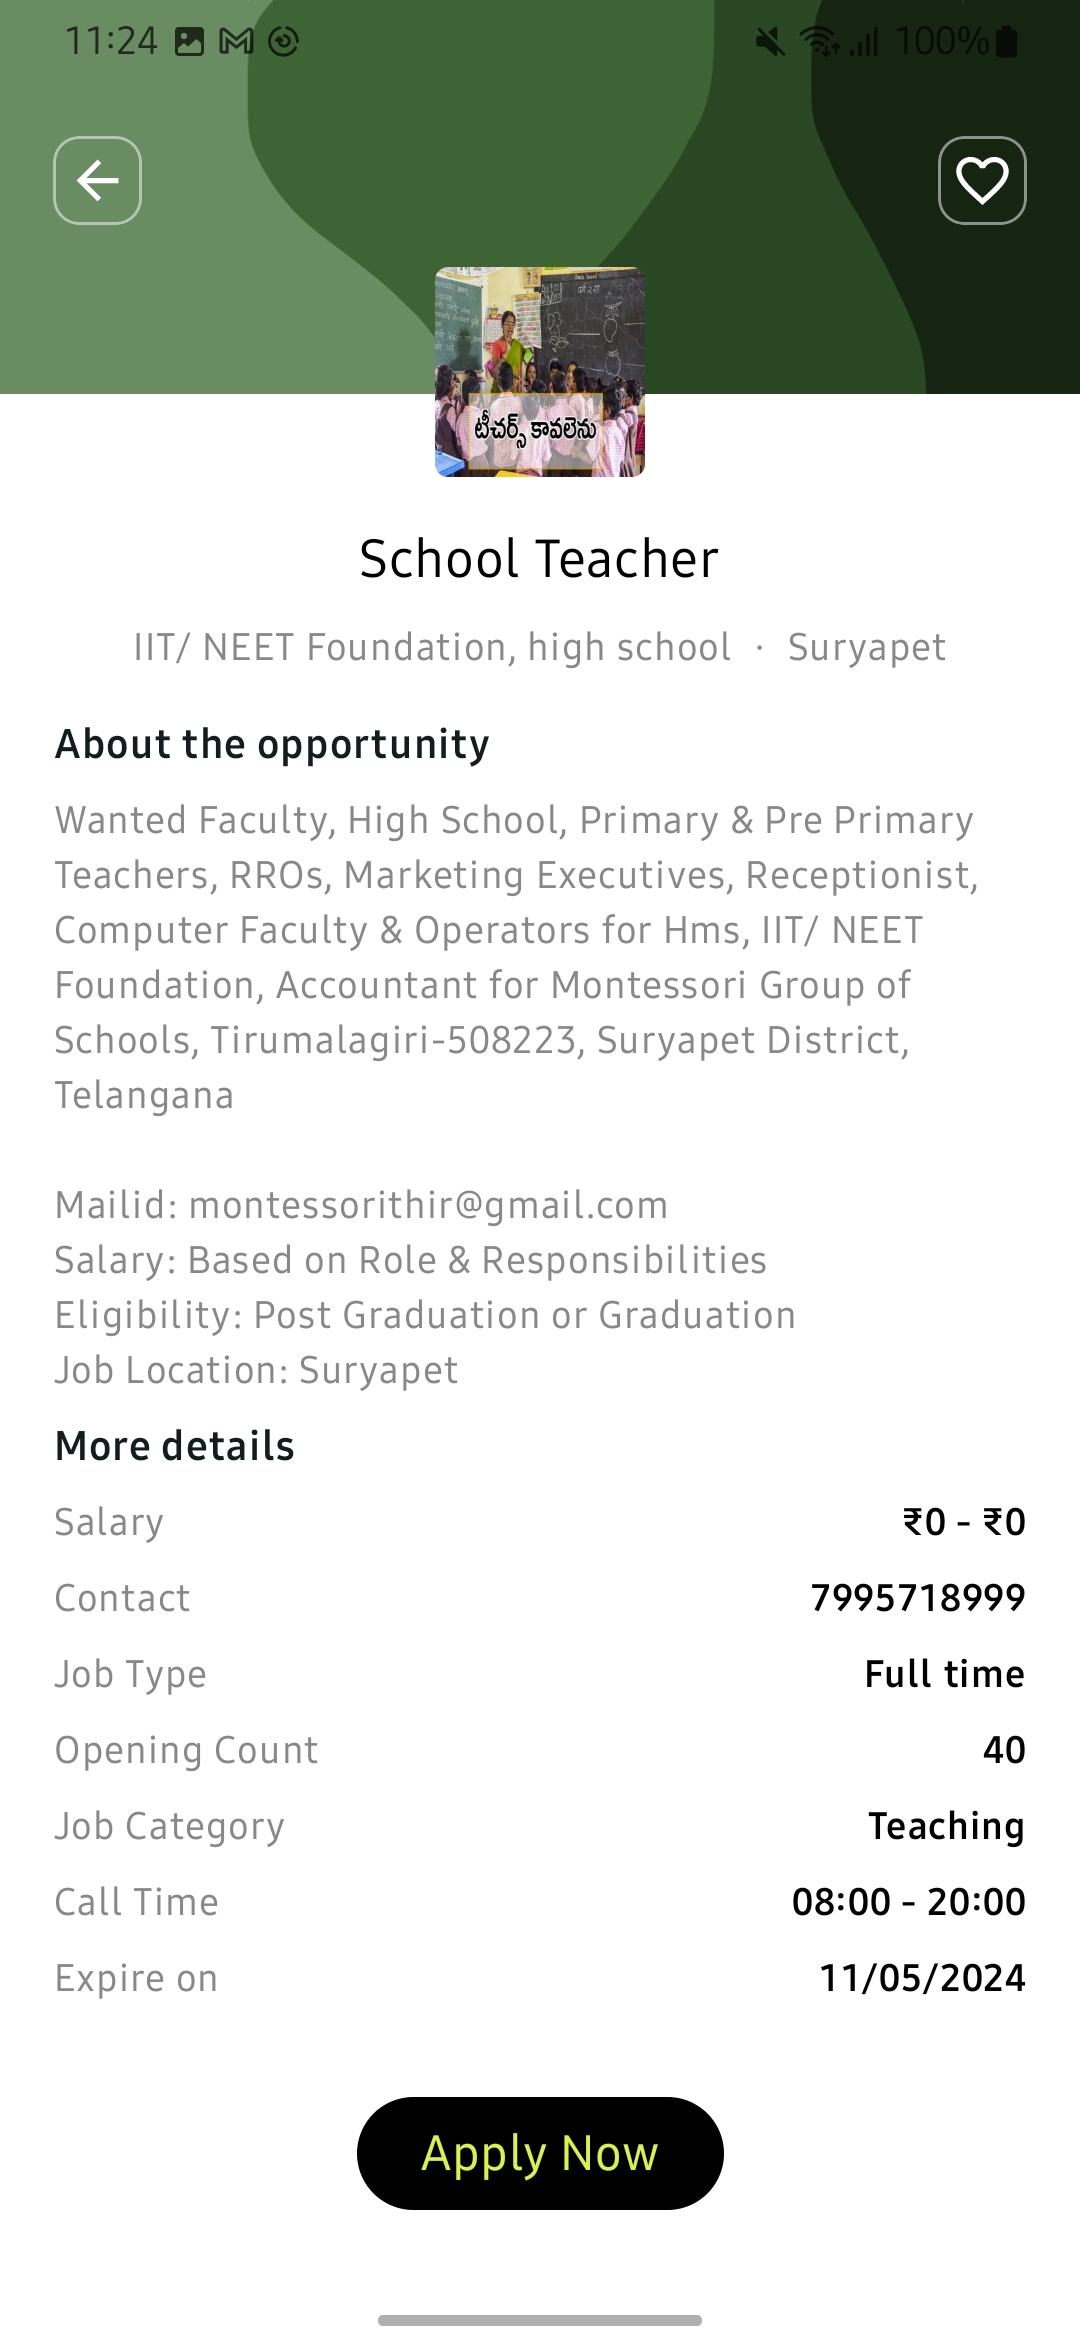 11:24
100%
టీచర్స్ కావలెను
School Teacher
IIT/ NEET Foundation, high school · Suryapet
About the opportunity
Wanted Faculty, High School, Primary & Pre Primary
Teachers, RROs, Marketing Executives, Receptionist,
Computer Faculty & Operators for Hms, IIT/ NEET
Foundation, Accountant for Montessori Group of
Schools, Tirumalagiri-508223, Suryapet District,
Telangana
Mailid: montessorithir@gmail.com
Salary: Based on Role & Responsibilities
Eligibility: Post Graduation or Graduation
Job Location: Suryapet
More details
Salary ₹0 - ₹0
Contact 7995718999
Job Type Full time
Opening Count 40
Job Category Teaching
Call Time 08:00 - 20:00
Expire on 11/05/2024
Apply Now